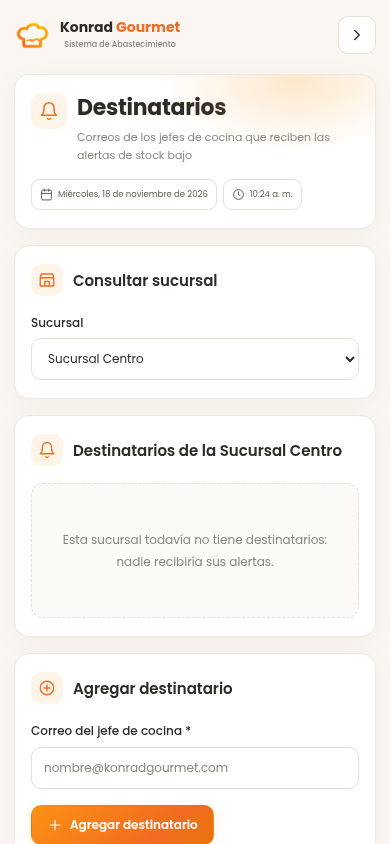 Konrad Gourmet
Sistema de Abastecimiento
Destinatarios
Correos de los jefes de cocina que reciben las
alertas de stock bajo
Miércoles, 18 de noviembre de 2026
10:24 a. m.
Consultar sucursal
Sucursal
Sucursal Centro
Destinatarios de la Sucursal Centro
Esta sucursal todavía no tiene destinatarios:
nadie recibiría sus alertas.
Agregar destinatario
Correo del jefe de cocina *
nombre@konradgourmet.com
Agregar destinatario